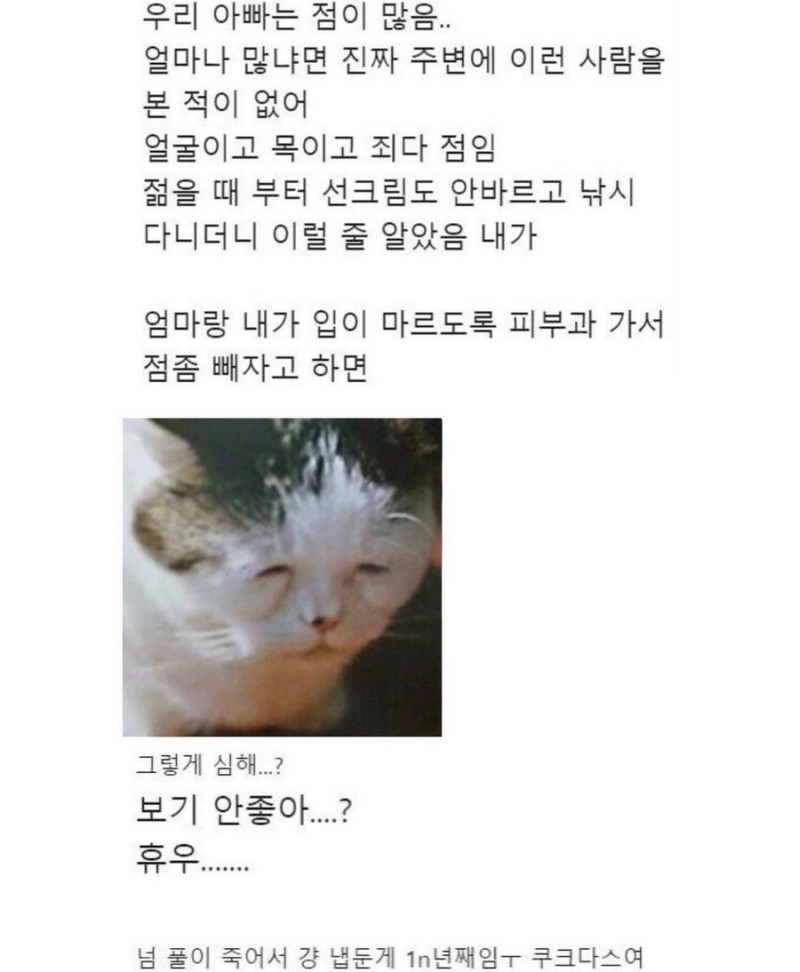 우리 아빠는 점이 많음..
얼마나 많냐면 진짜 주변에 이런 사람을
본 적이 없어
얼굴이고 목이고 죄다 점임
젊을 때 부터 선크림도 안바르고 낚시
다니더니 이럴 줄 알았음 내가
엄마랑 내가 입이 마르도록 피부과 가서
점좀 빼자고 하면
그렇게 심해...?
보기 안좋아....?
휴우.......
넘 풀이 죽어서 걍 냅둔게 1n년째임ㅜ 쿠크다스여